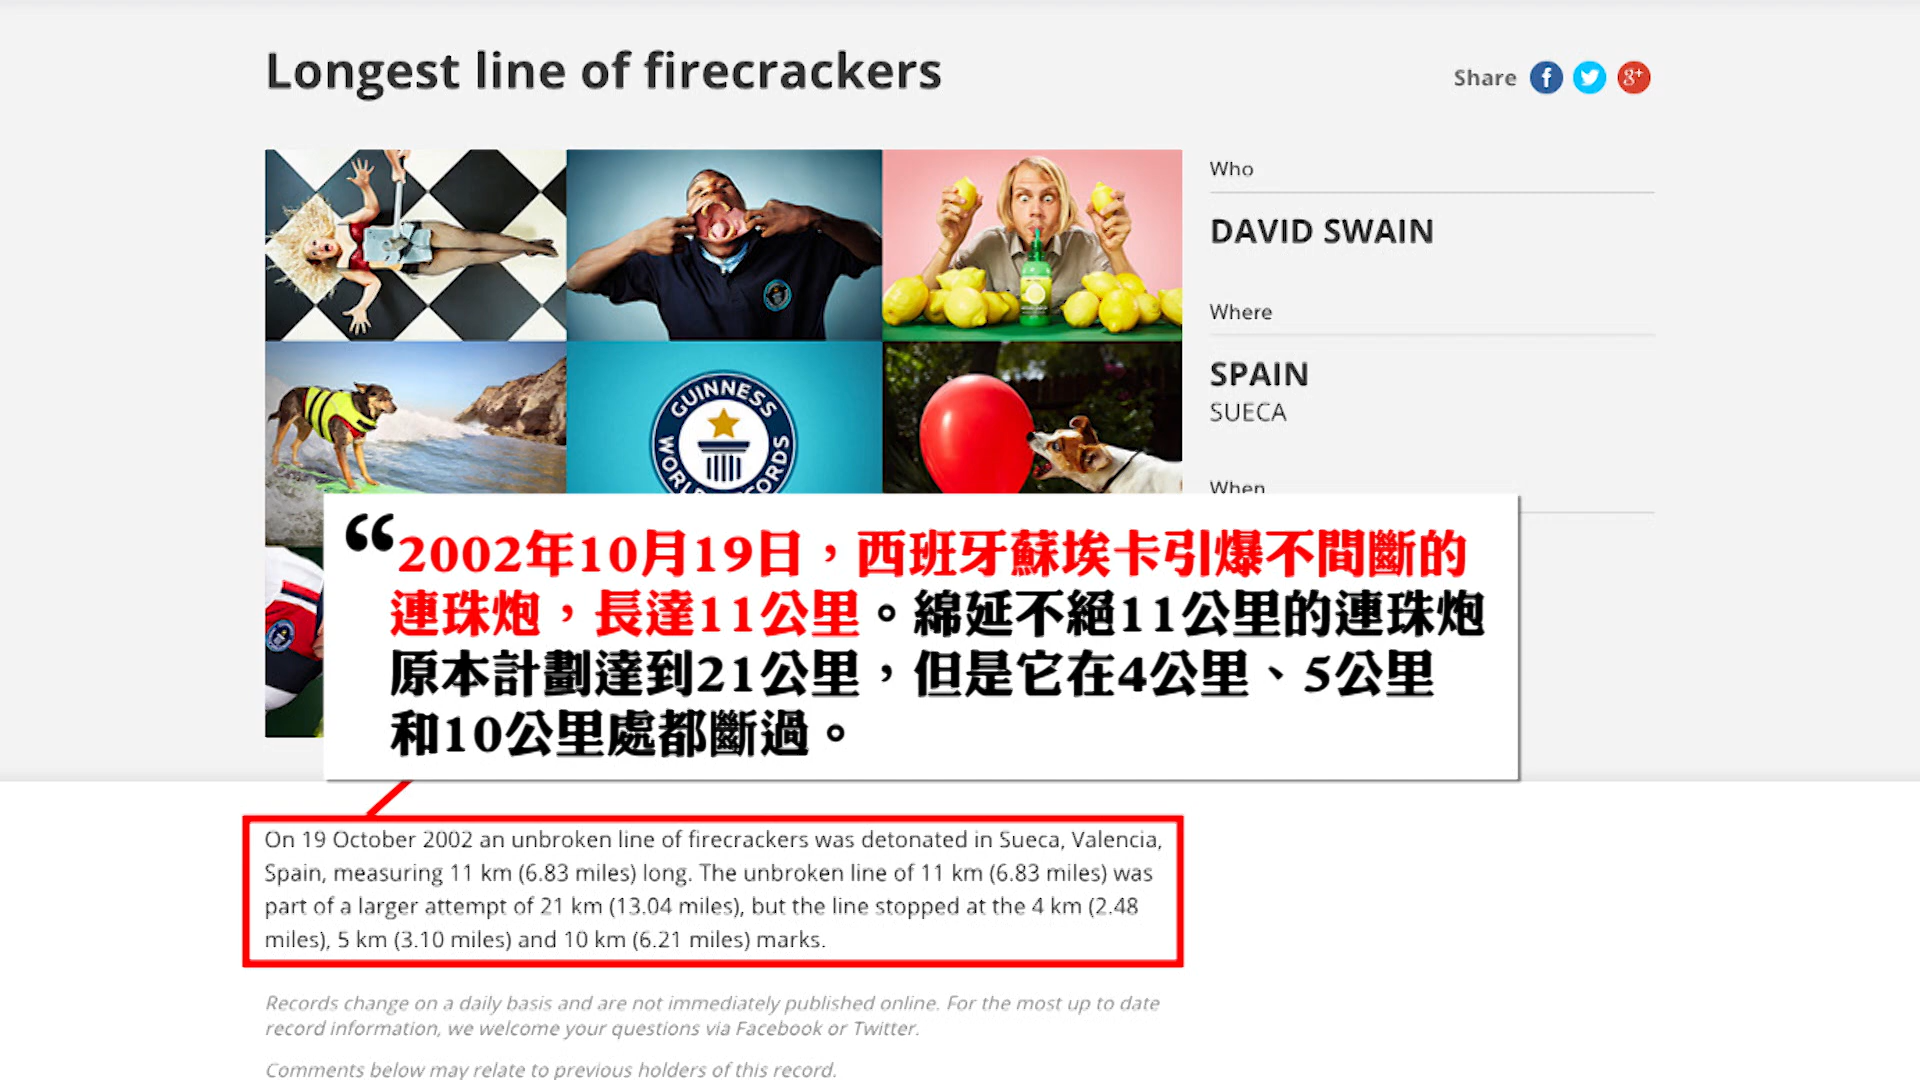 Longest line of firecrackers
Share
Who
DAVID SWAIN
Where
SPAIN
SUECA
When
GUINNESS
WORLD RECORDS
“2002年10月19日，西班牙蘇埃卡引爆不間斷的
連珠炮，長達11公里。綿延不絕11公里的連珠炮
原本計劃達到21公里，但是它在4公里、5公里
和10公里處都斷過。
On 19 October 2002 an unbroken line of firecrackers was detonated in Sueca, Valencia,
Spain, measuring 11 km (6.83 miles) long. The unbroken line of 11 km (6.83 miles) was
part of a larger attempt of 21 km (13.04 miles), but the line stopped at the 4 km (2.48
miles), 5 km (3.10 miles) and 10 km (6.21 miles) marks.
Records change on a daily basis and are not immediately published online. For the most up to date
record information, we welcome your questions via Facebook or Twitter.
Comments below may relate to previous holders of this record.